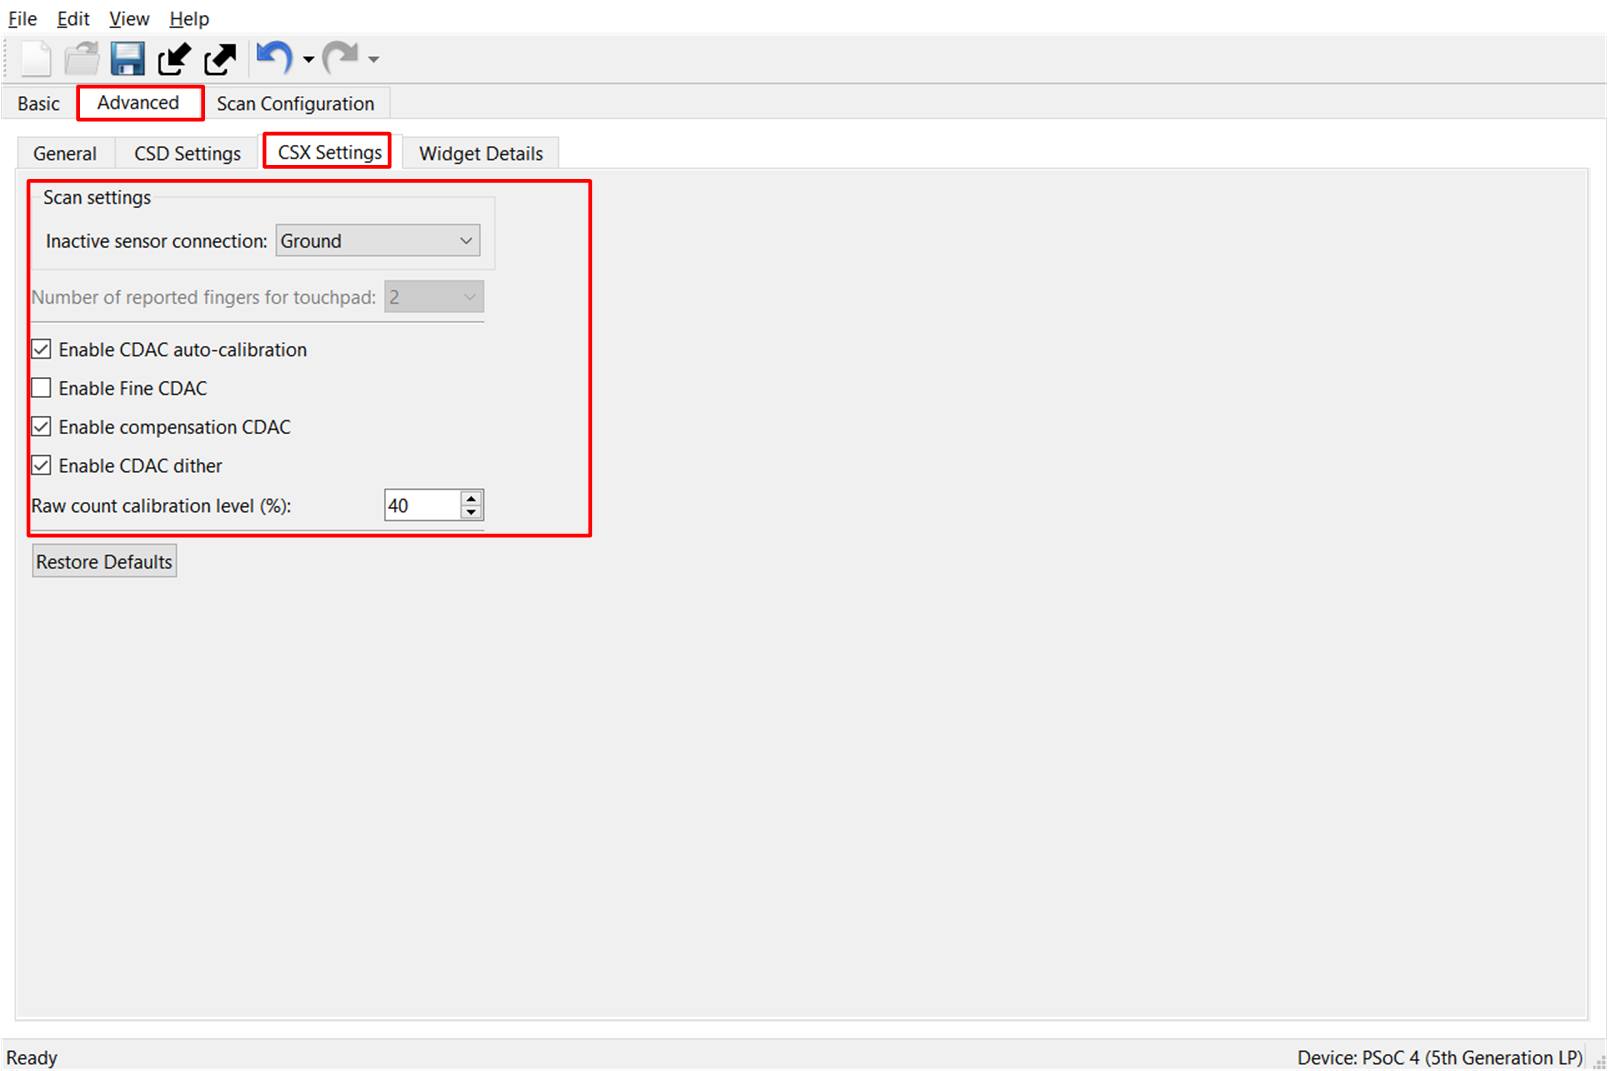 File Edit View Help
Basic Advanced Scan Configuration
General CSD Settings CSX Settings Widget Details
Scan settings
Inactive sensor connection: Ground
Number of reported fingers for touchpad: 2
Enable CDAC auto-calibration
Enable Fine CDAC
Enable compensation CDAC
Enable CDAC dither
Raw count calibration level (%): 40
Restore Defaults
Ready Device: PSoC 4 (5th Generation LP)